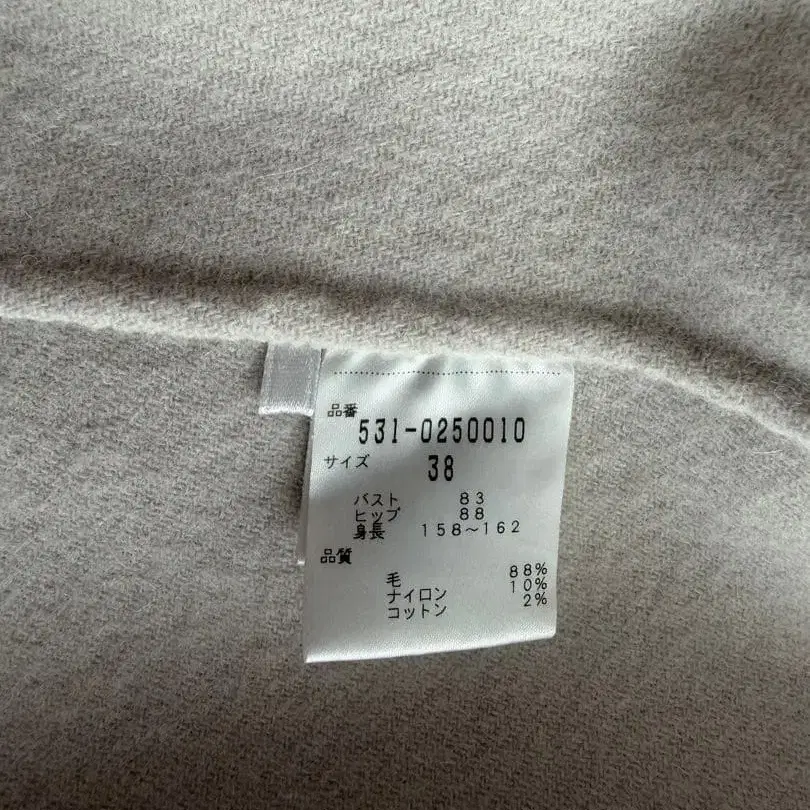 品番
531-0250010
サイズ 38
バスト 83
ヒップ 88
身長 158～162
品質
毛 88%
ナイロン 10%
コットン 2%